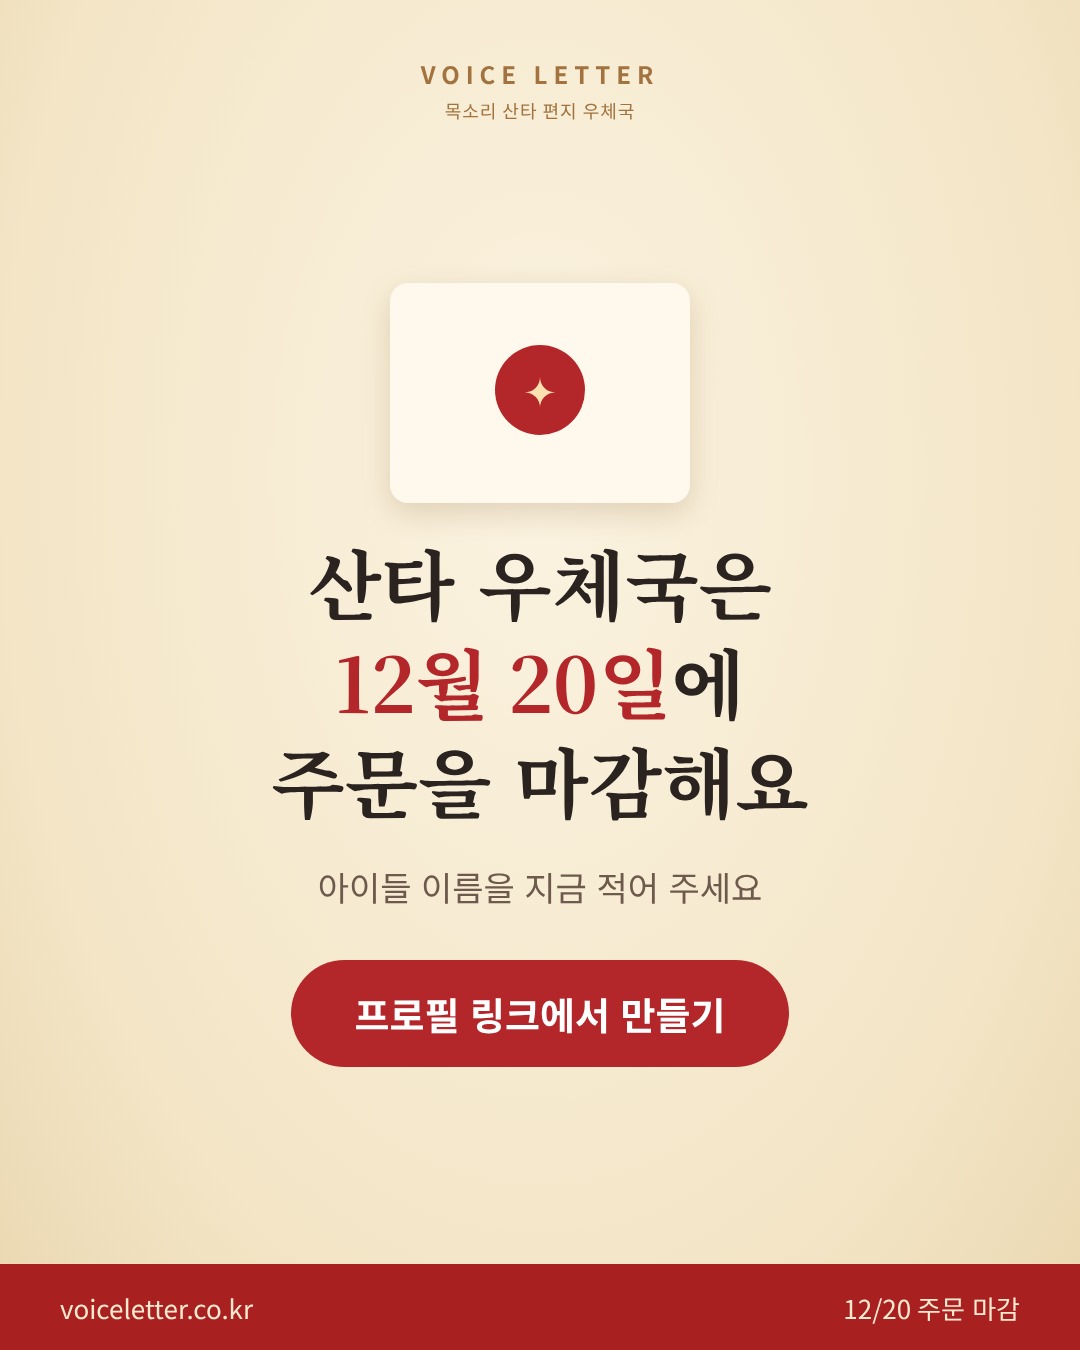 VOICE LETTER
목소리 산타 편지 우체국
산타 우체국은
12월 20일에
주문을 마감해요
아이들 이름을 지금 적어 주세요
프로필 링크에서 만들기
voiceletter.co.kr
12/20 주문 마감